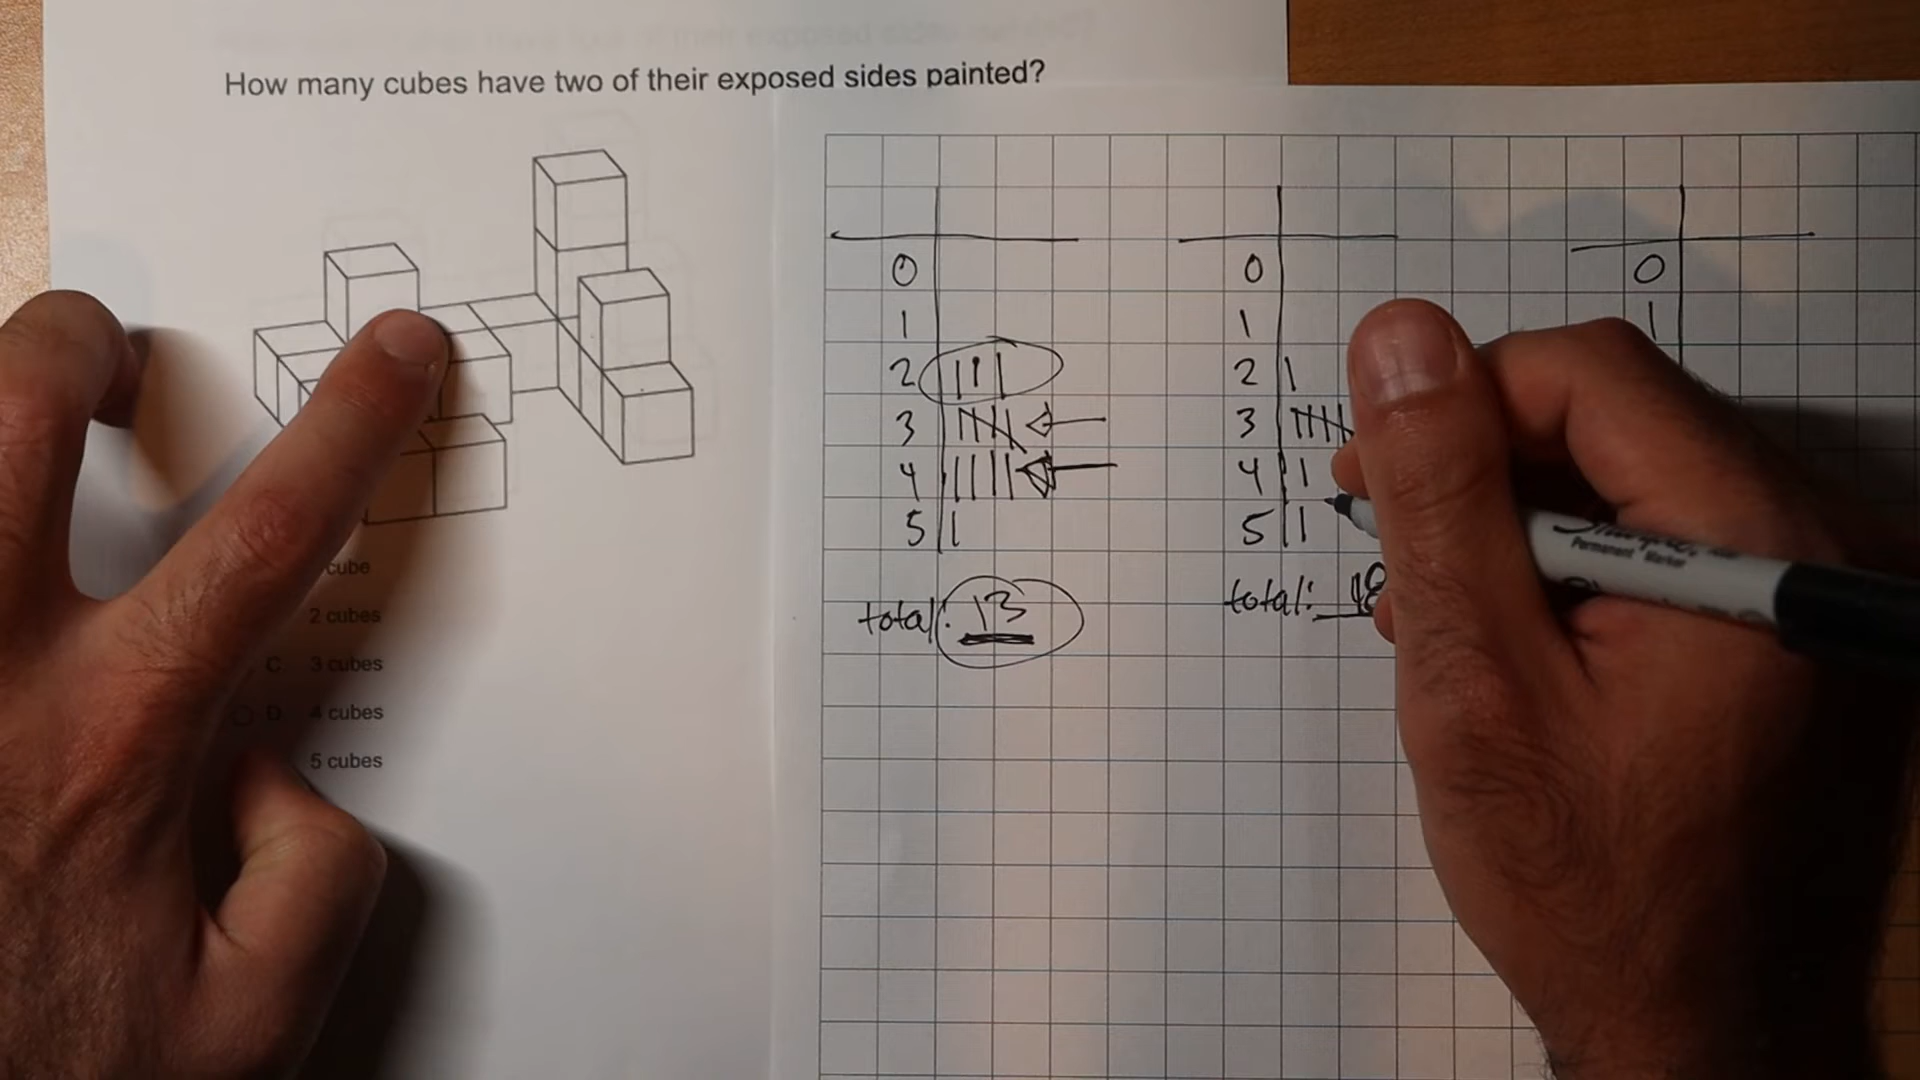 How many cubes have two of their exposed sides painted?
cube
2 cubes
C. 3 cubes
D. 4 cubes
5 cubes
0
1
2 |||
3
4 ||||
5 |
total: 13
0
1
2 |
3
4 |
5 |
total: 18
0
1
Permanent Marker